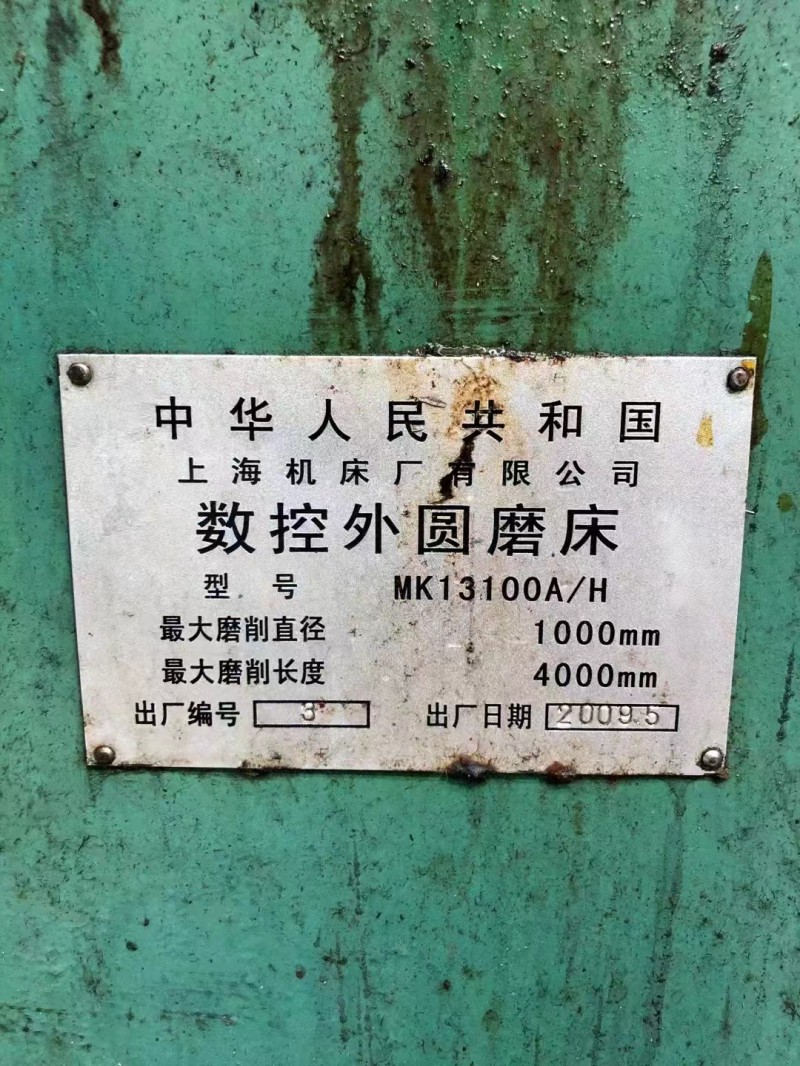 中华人民共和国
上海机床厂有限公司
数控外圆磨床
型 号 MK13100A/H
最大磨削直径 1000mm
最大磨削长度 4000mm
出厂编号 3 出厂日期 2009.5